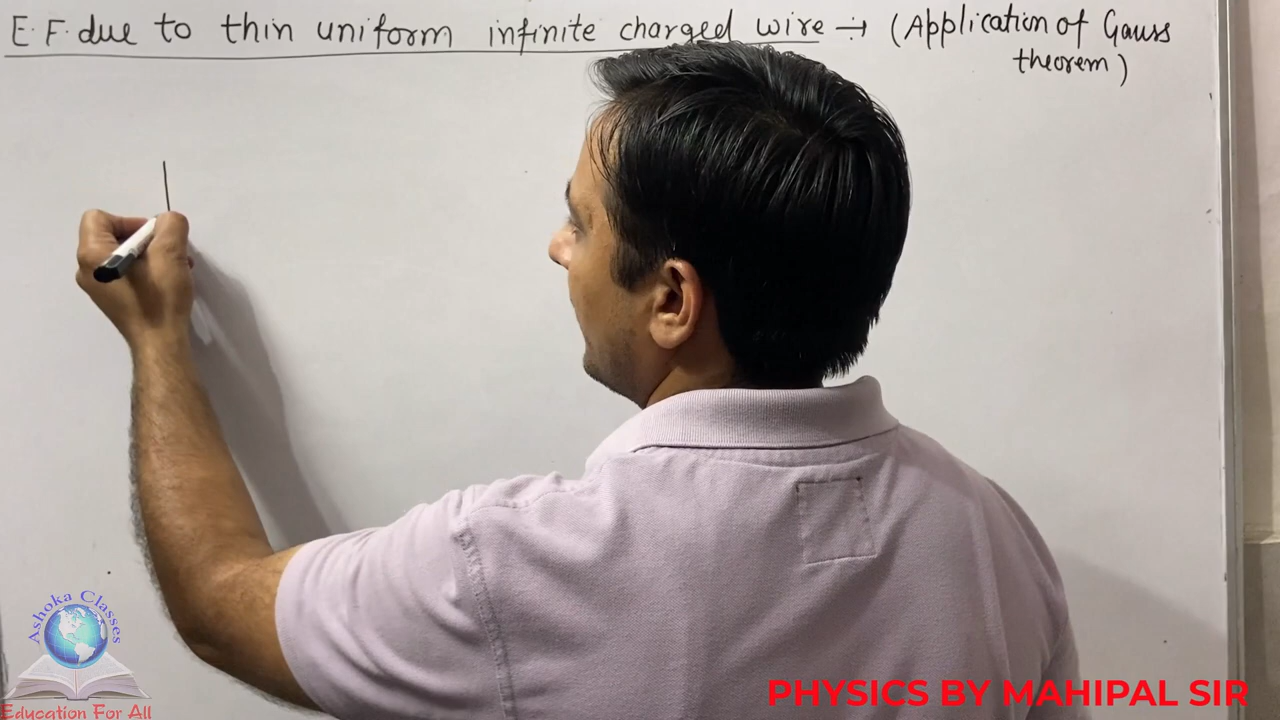 E.F. due to thin uniform infinite charged wire ÷ (Application of Gauss
theorem)
Ashoka Classes
Education For All
PHYSICS BY MAHIPAL SIR